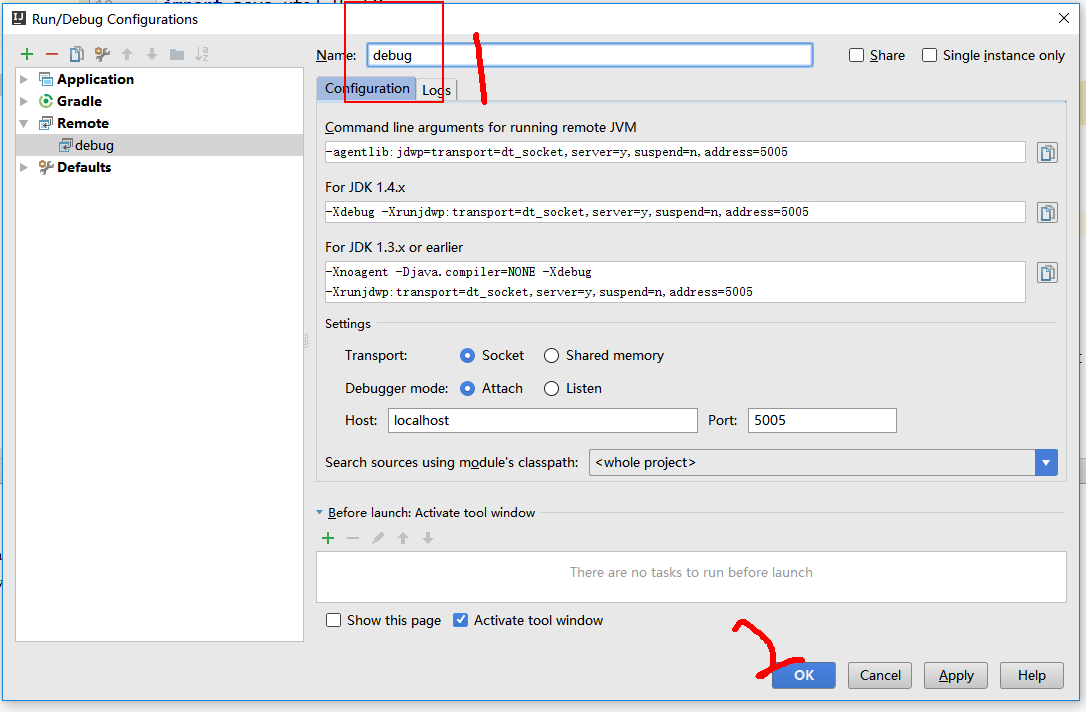 Run/Debug Configurations
Name: debug
Share
Single instance only
Application
Gradle
Remote
debug
Defaults
1
Configuration
Logs
Command line arguments for running remote JVM
-agentlib:jdwp=transport=dt_socket,server=y,suspend=n,address=5005
For JDK 1.4.x
-Xdebug -Xrunjdwp:transport=dt_socket,server=y,suspend=n,address=5005
For JDK 1.3.x or earlier
-Xnoagent -Djava.compiler=NONE -Xdebug
-Xrunjdwp:transport=dt_socket,server=y,suspend=n,address=5005
Settings
Transport: Socket Shared memory
Debugger mode: Attach Listen
Host: localhost Port: 5005
Search sources using module's classpath: <whole project>
Before launch: Activate tool window
There are no tasks to run before launch
Show this page Activate tool window
2
OK Cancel Apply Help